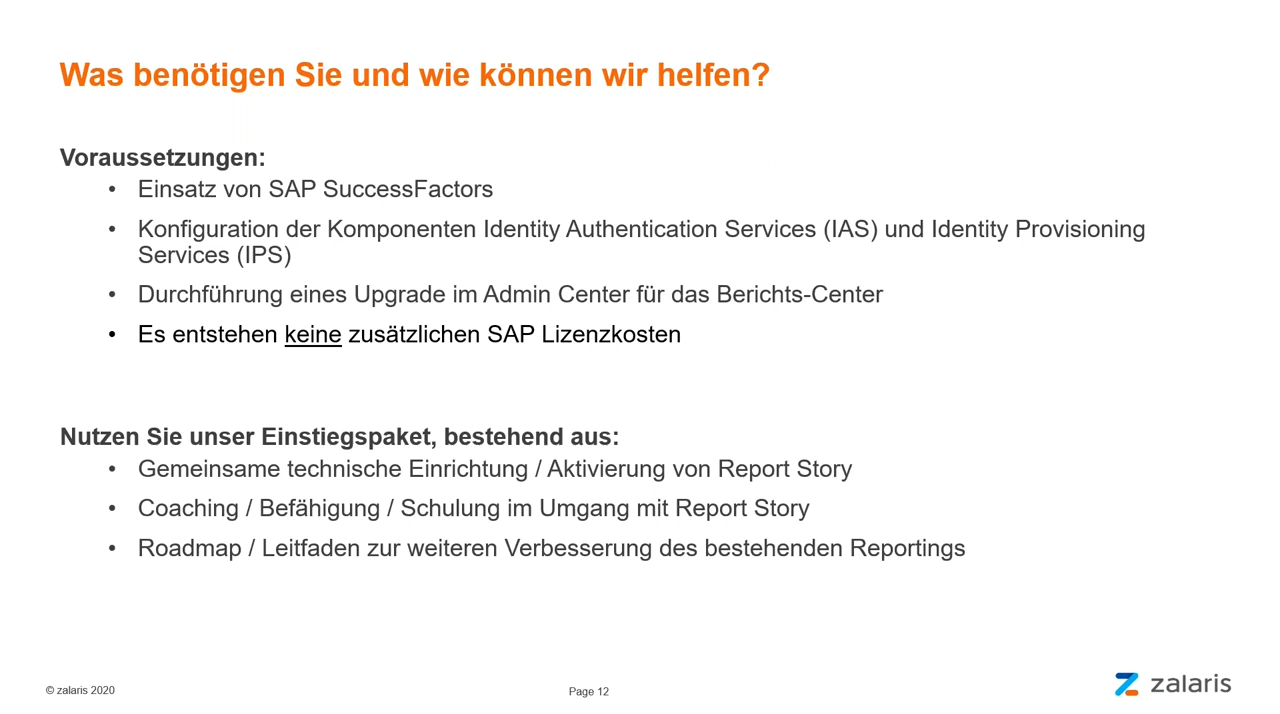 Was benötigen Sie und wie können wir helfen?
Voraussetzungen:
• Einsatz von SAP SuccessFactors
• Konfiguration der Komponenten Identity Authentication Services (IAS) und Identity Provisioning
Services (IPS)
• Durchführung eines Upgrade im Admin Center für das Berichts-Center
• Es entstehen keine zusätzlichen SAP Lizenzkosten
Nutzen Sie unser Einstiegspaket, bestehend aus:
• Gemeinsame technische Einrichtung / Aktivierung von Report Story
• Coaching / Befähigung / Schulung im Umgang mit Report Story
• Roadmap / Leitfaden zur weiteren Verbesserung des bestehenden Reportings
© zalaris 2020
Page 12
zalaris